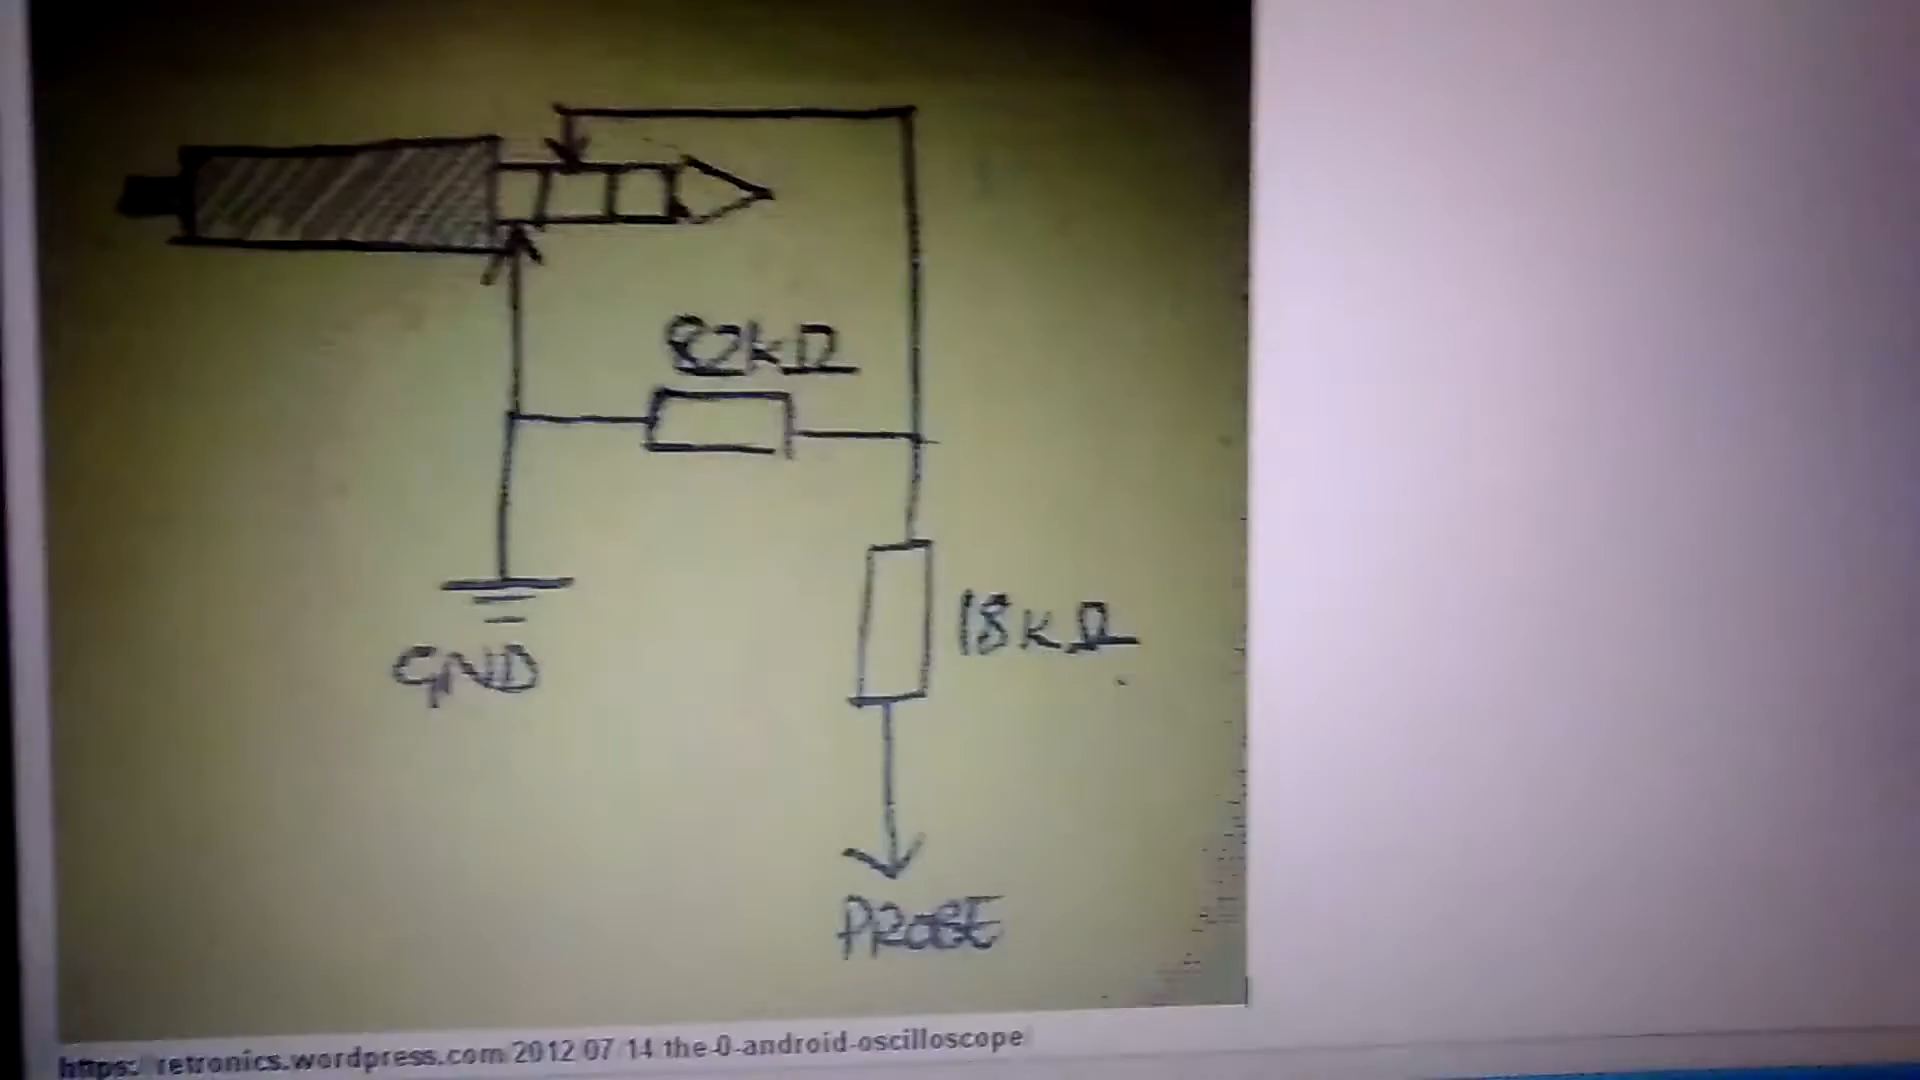 82kΩ
18kΩ
GND
PROBE
https://retronics.wordpress.com/2012/07/14/the-0-android-oscilloscope/